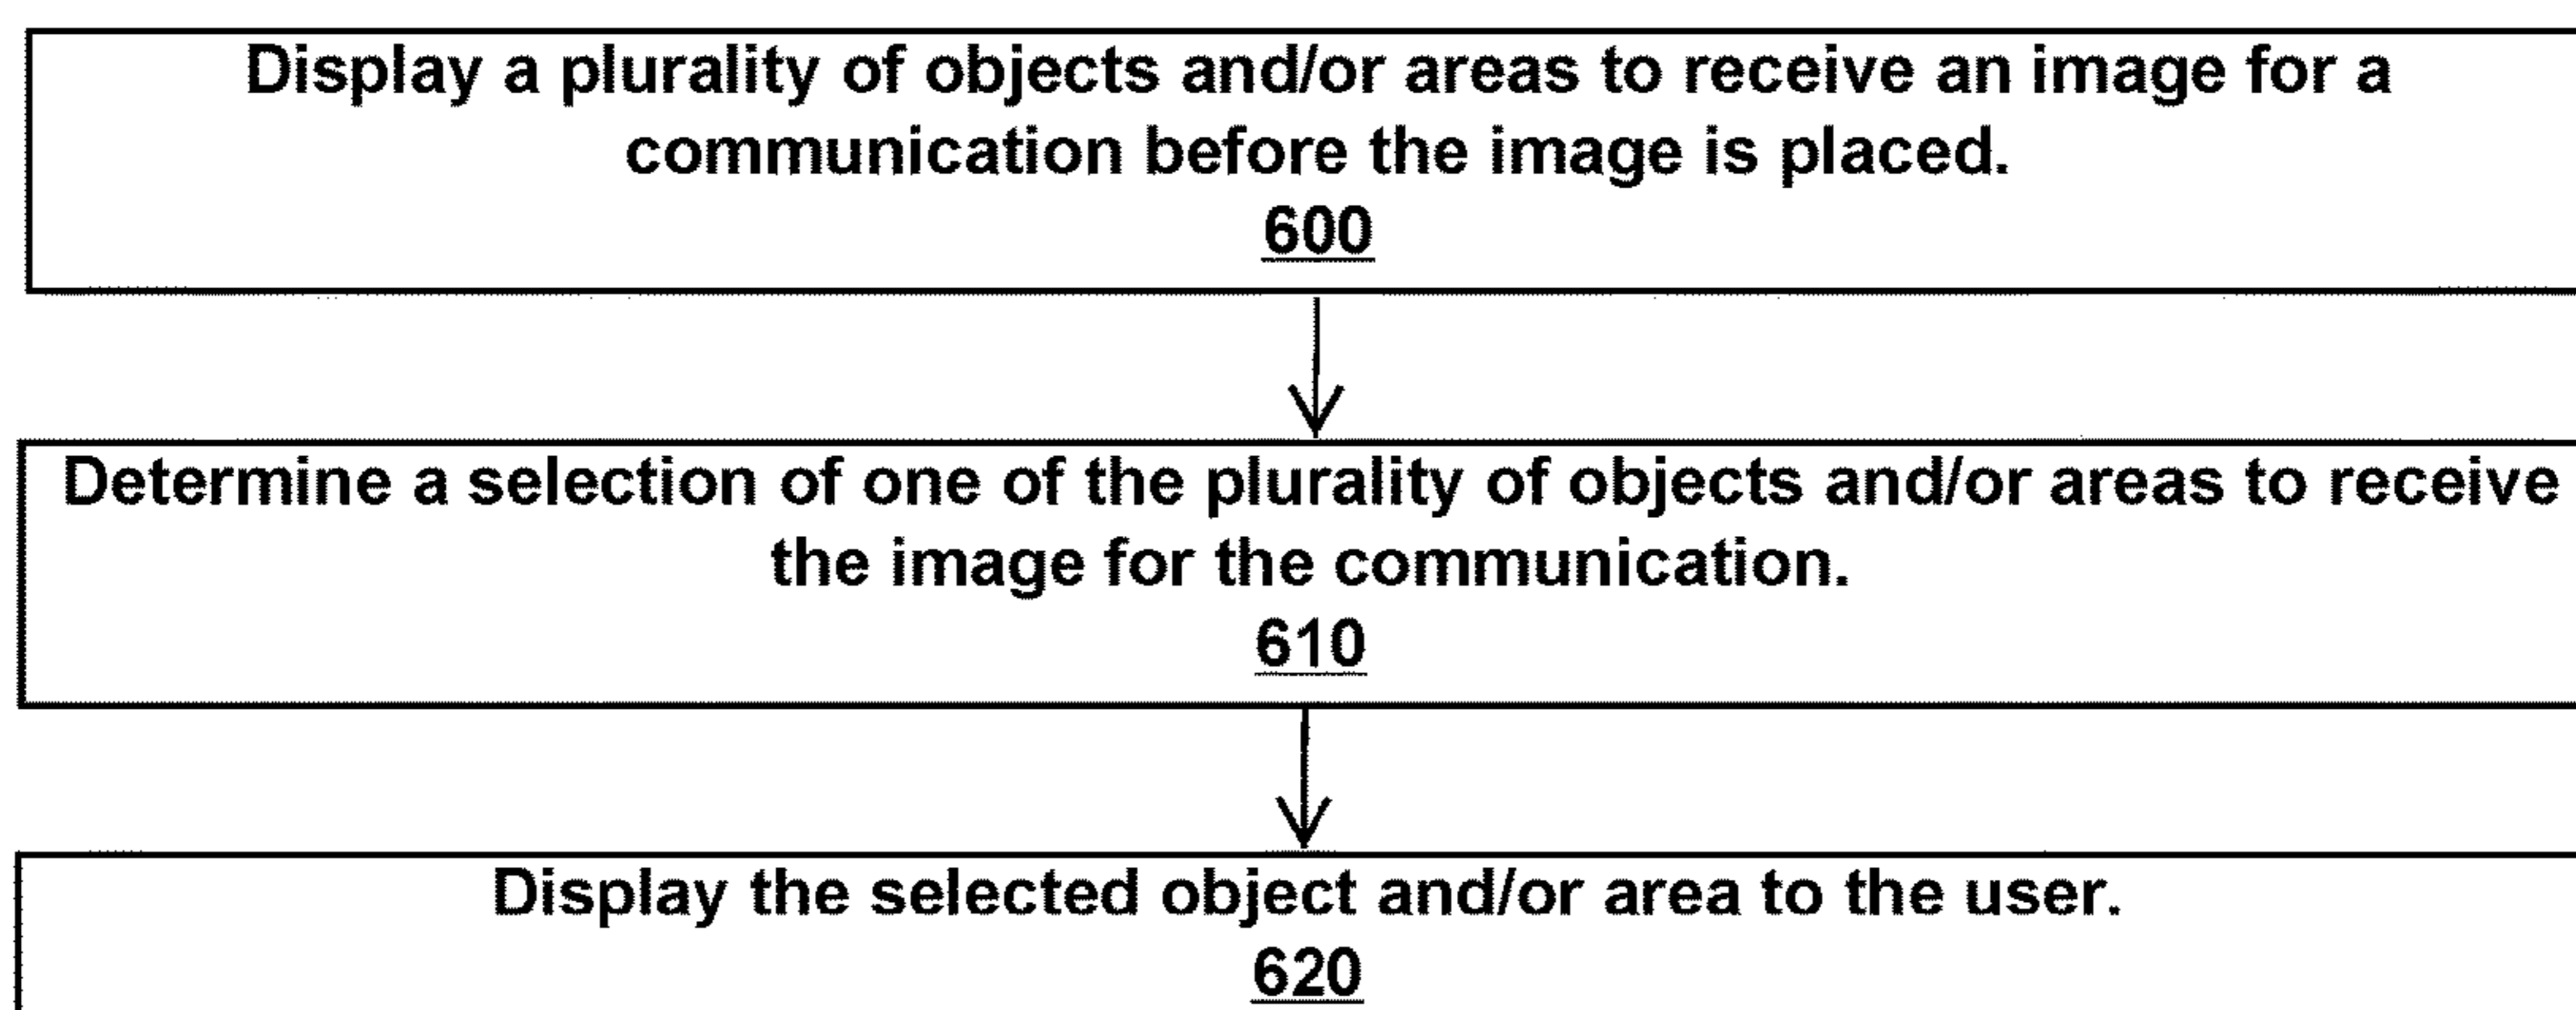 Display a plurality of objects and/or areas to receive an image for a
communication before the image is placed.
600
Determine a selection of one of the plurality of objects and/or areas to receive
the image for the communication.
610
Display the selected object and/or area to the user.
620